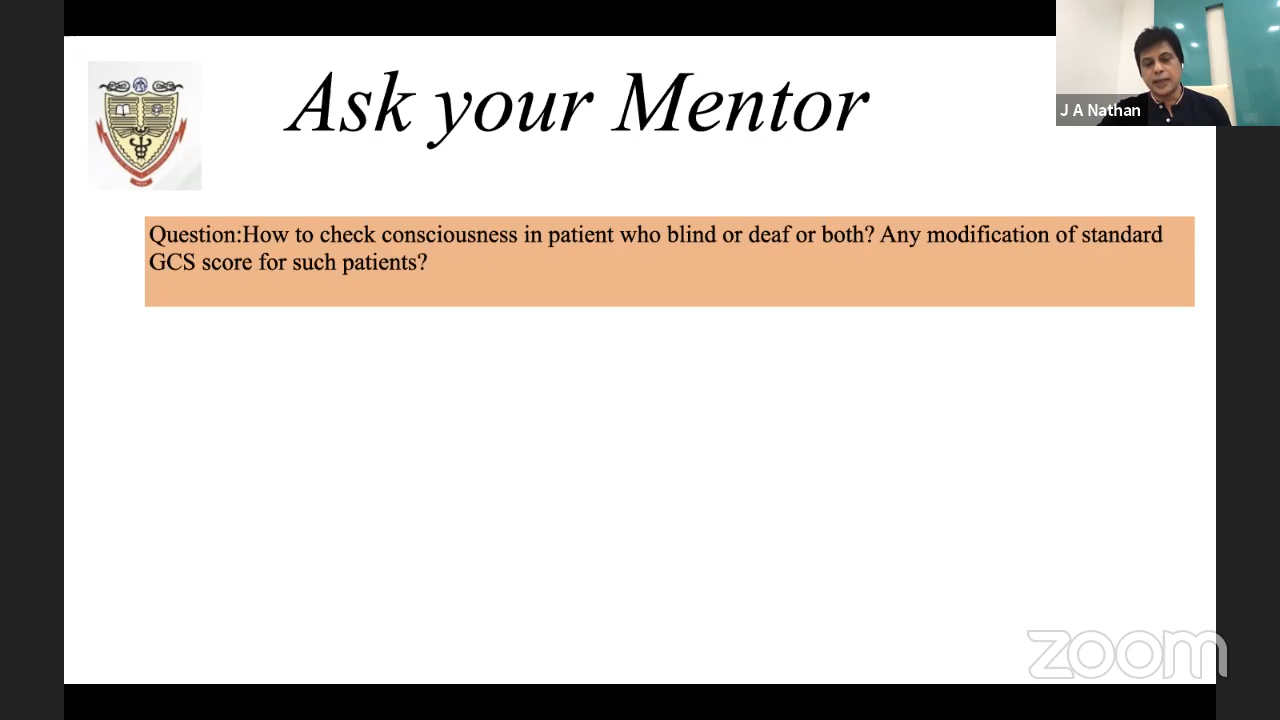 Ask your Mentor
J A Nathan
Question:How to check consciousness in patient who blind or deaf or both? Any modification of standard
GCS score for such patients?
zoom